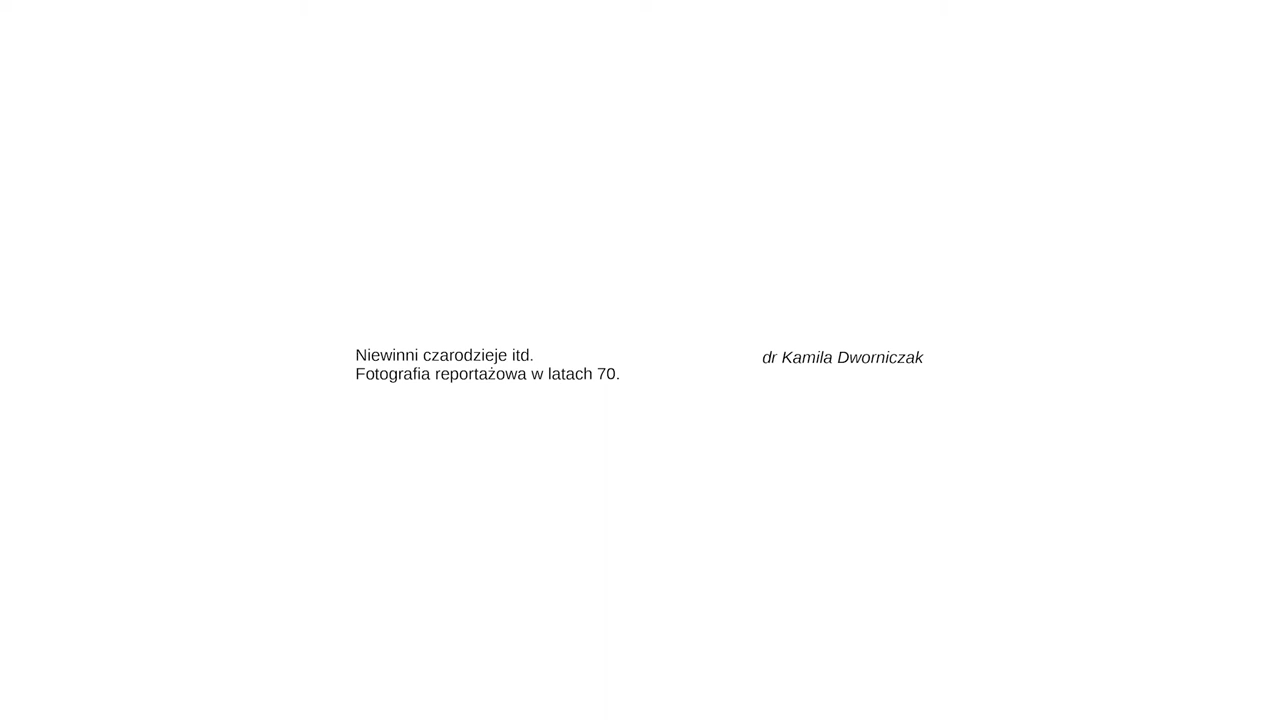 Niewinni czarodzieje itd.
Fotografia reportażowa w latach 70.
dr Kamila Dworniczak